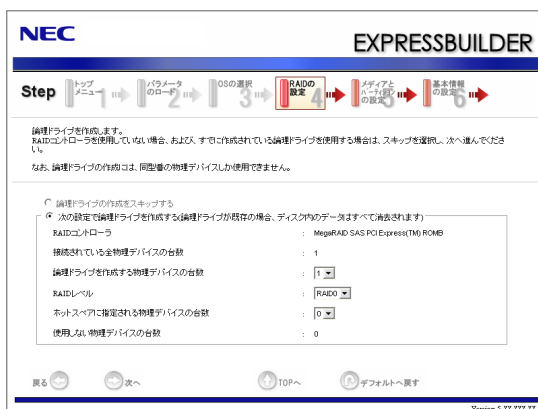 NEC
EXPRESSBUILDER
Step
トップメニュー 1
パラメータのロード 2
OSの選択 3
RAIDの設定 4
メディアとパーティションの設定 5
基本情報の設定 6
論理ドライブを作成します。
RAIDコントローラを使用していない場合、および、すでに作成されている論理ドライブを使用する場合は、スキップを選択し、次へ進んでください。
なお、論理ドライブの作成には、同型番の物理デバイスしか使用できません。
論理ドライブの作成をスキップする
次の設定で論理ドライブを作成する(論理ドライブが既存の場合、ディスク内のデータはすべて消去されます)
RAIDコントローラ : MegaRAID SAS PCI Express(TM) ROMB
接続されている全物理デバイスの台数 : 1
論理ドライブを作成する物理デバイスの台数 : 1
RAIDレベル : RAID0
ホットスペアに指定される物理デバイスの台数 : 0
使用しない物理デバイスの台数 : 0
戻る 次へ TOPへ デフォルトへ戻す